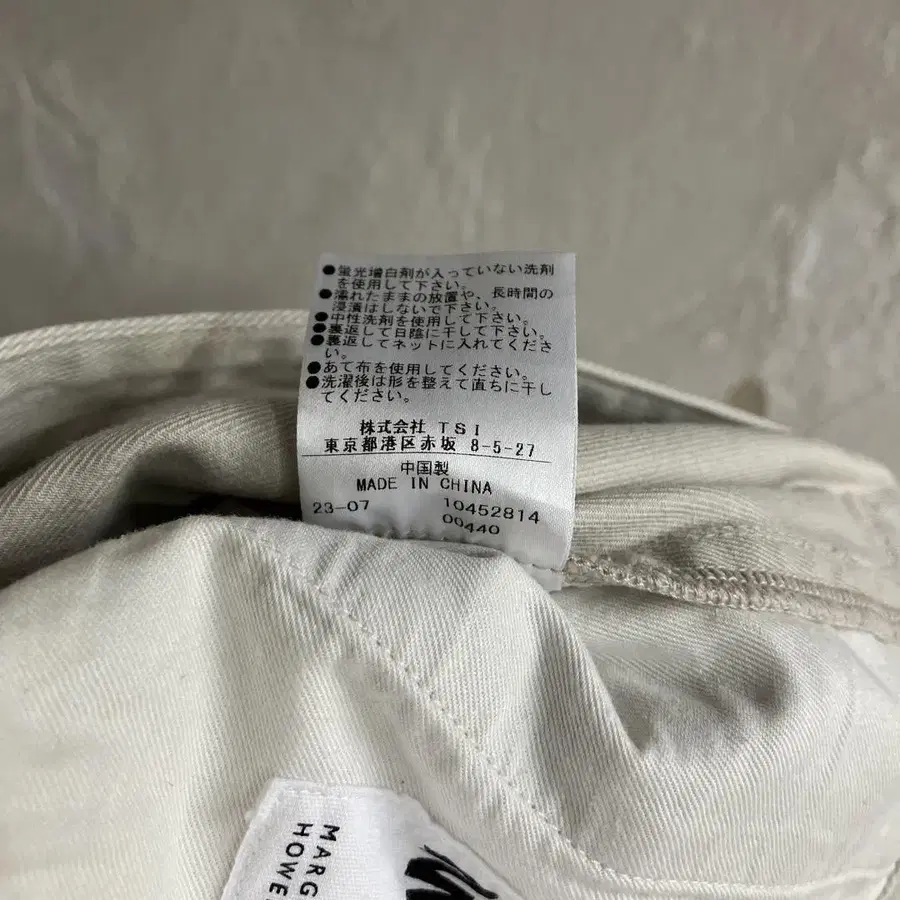 ●蛍光増白剤が入っていない洗剤
を使用して下さい。
●濡れたままの放置や、長時間の
浸漬はしないで下さい。
●中性洗剤を使用して下さい。
●裏返して日陰に干して下さい。
●裏返してネットに入れてくださ
い。
●あて布を使用してください。
●洗濯後は形を整えて直ちに干し
てください。
株式会社 TSI
東京都港区赤坂 8-5-27
中国製
MADE IN CHINA
23-07 10452814
00440
MARG
HOWE